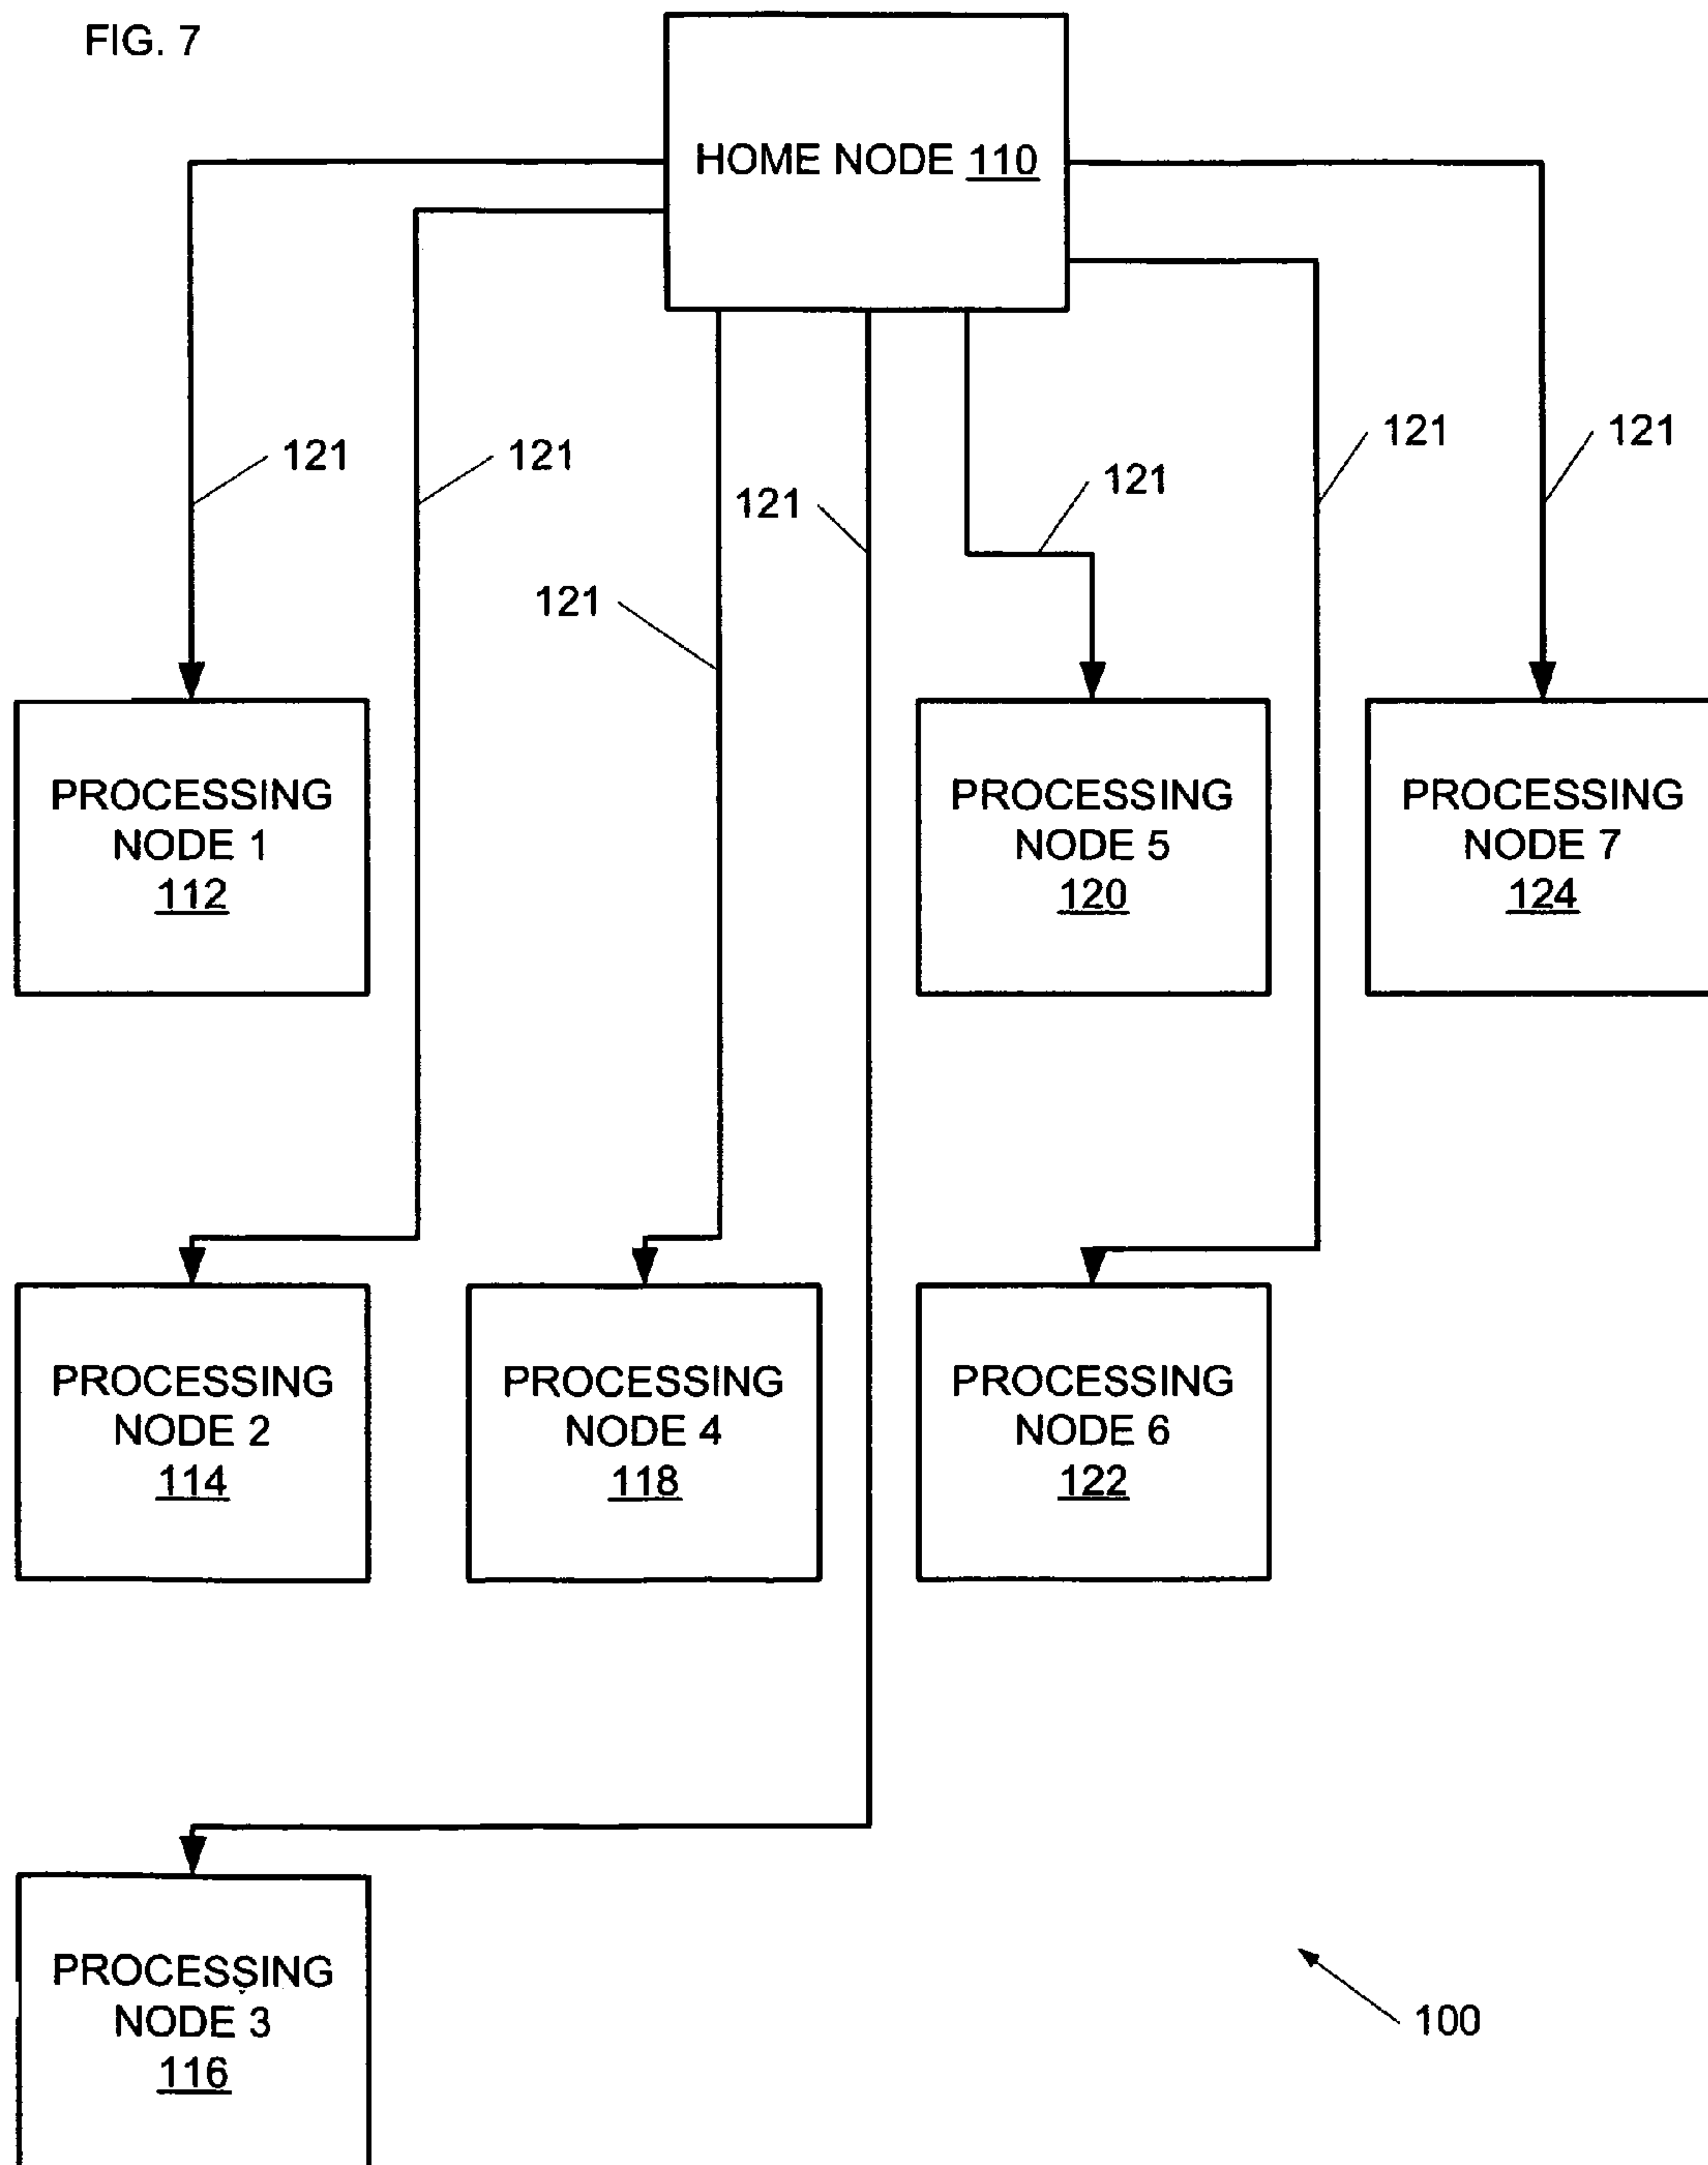 FIG. 7
HOME NODE 110
121
121
121
121
121
121
121
PROCESSING
NODE 1
112
PROCESSING
NODE 5
120
PROCESSING
NODE 7
124
PROCESSING
NODE 2
114
PROCESSING
NODE 4
118
PROCESSING
NODE 6
122
PROCESSING
NODE 3
116
100